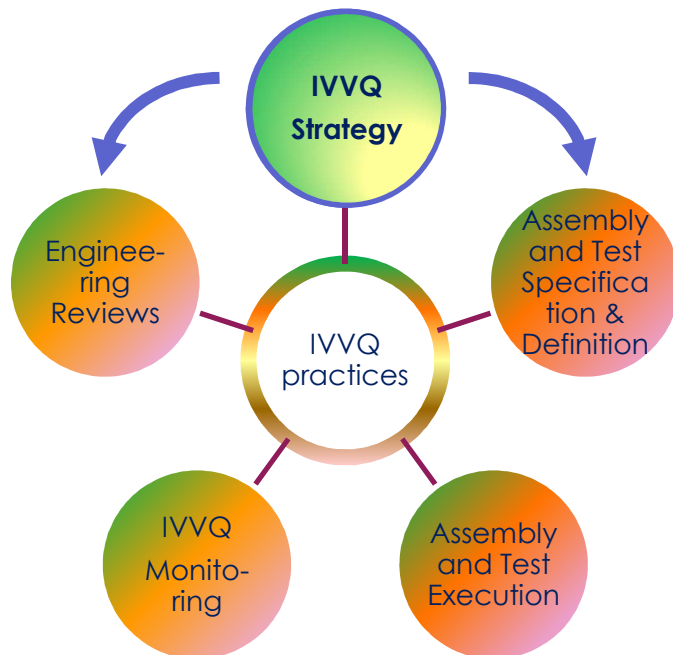 IVVQ
Strategy
Enginee-
ring
Reviews
Assembly
and Test
Specifica
tion &
Definition
IVVQ
practices
IVVQ
Monito-
ring
Assembly
and Test
Execution